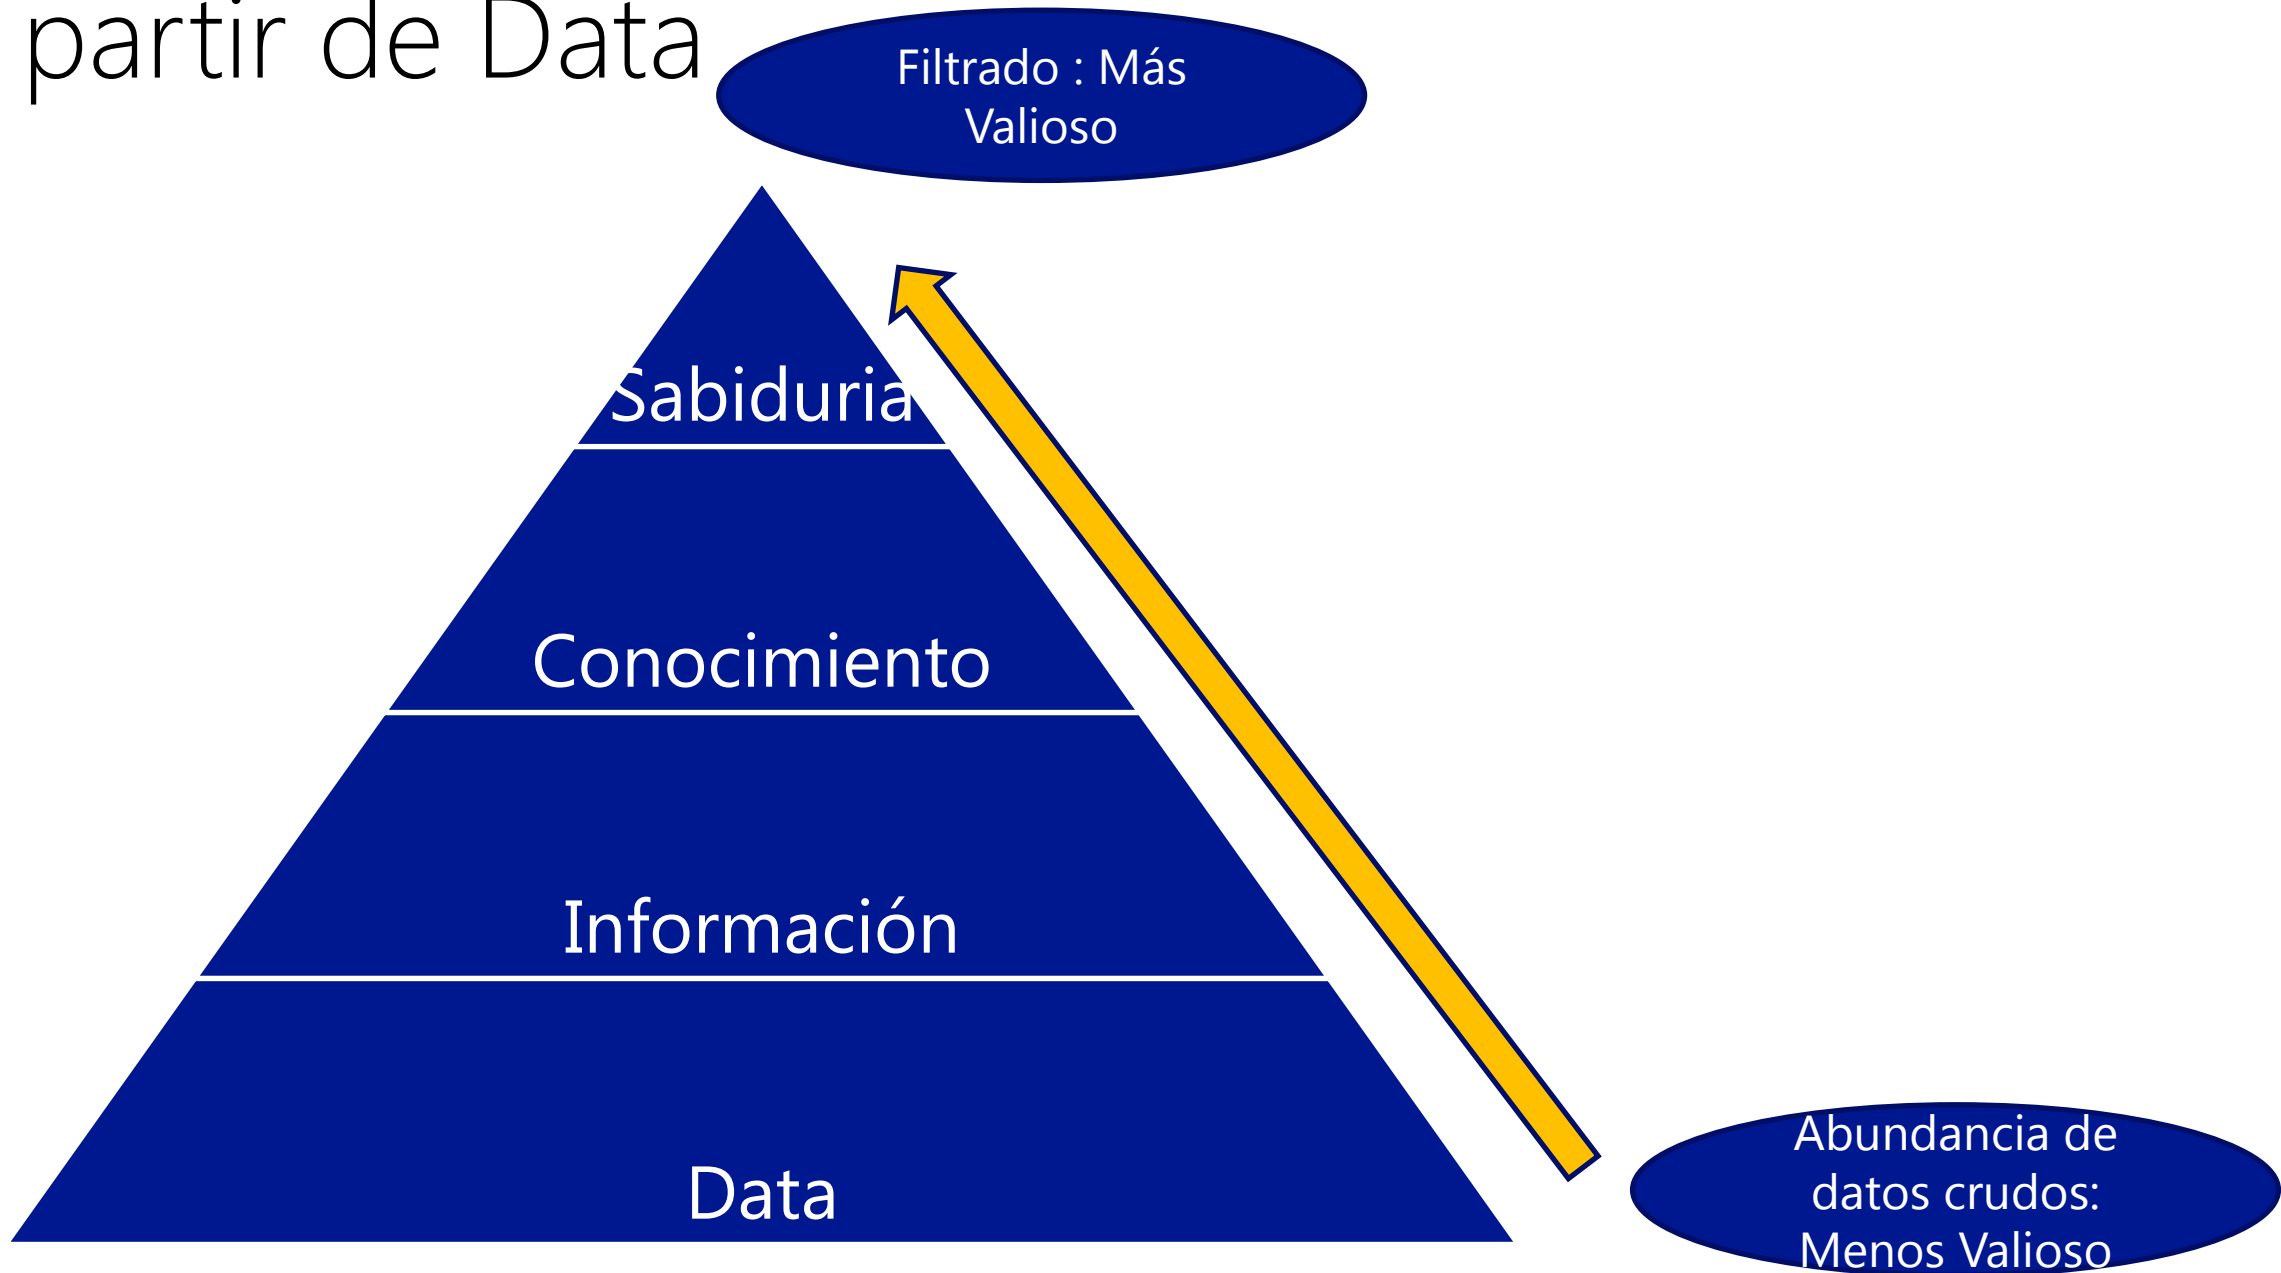 partir de Data
Filtrado : Más
Valioso
Sabiduria
Conocimiento
Información
Data
Abundancia de
datos crudos:
Menos Valioso